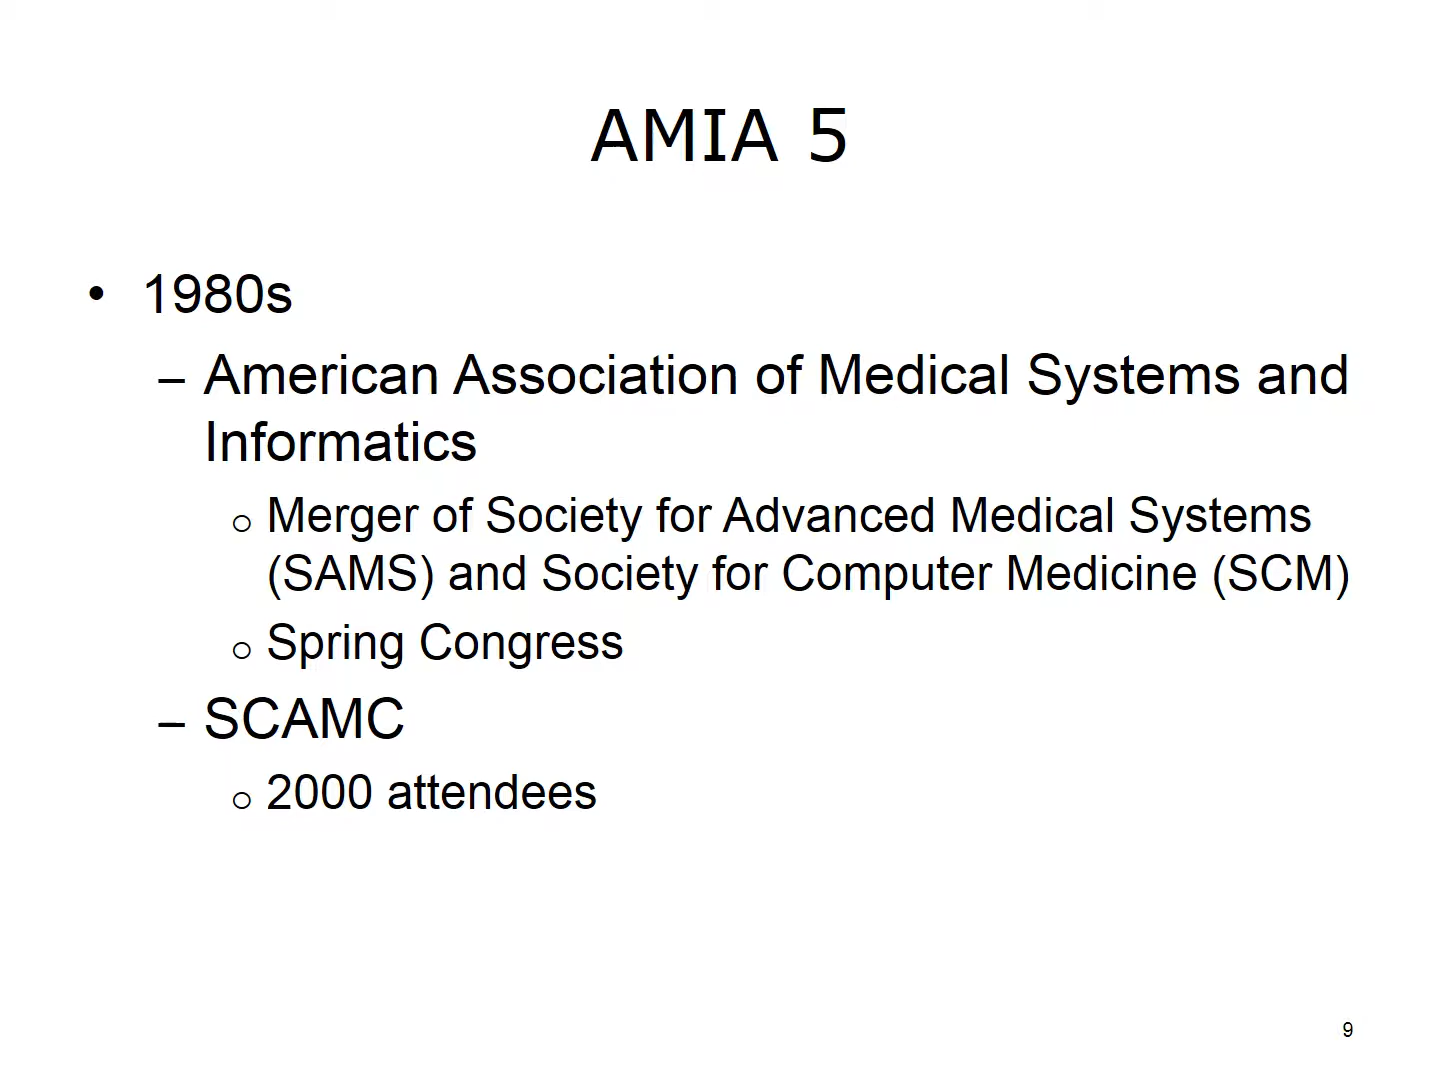 AMIA 5
• 1980s
– American Association of Medical Systems and
Informatics
o Merger of Society for Advanced Medical Systems
(SAMS) and Society for Computer Medicine (SCM)
o Spring Congress
– SCAMC
o 2000 attendees
9